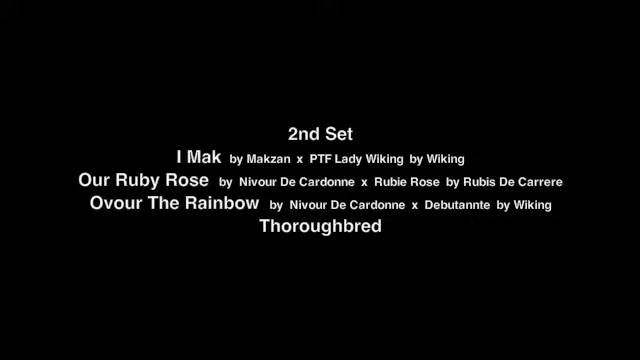 2nd Set
I Mak by Makzan x PTF Lady Wiking by Wiking
Our Ruby Rose by Nivour De Cardonne x Rubie Rose by Rubis De Carrere
Ovour The Rainbow by Nivour De Cardonne x Debutannte by Wiking
Thoroughbred